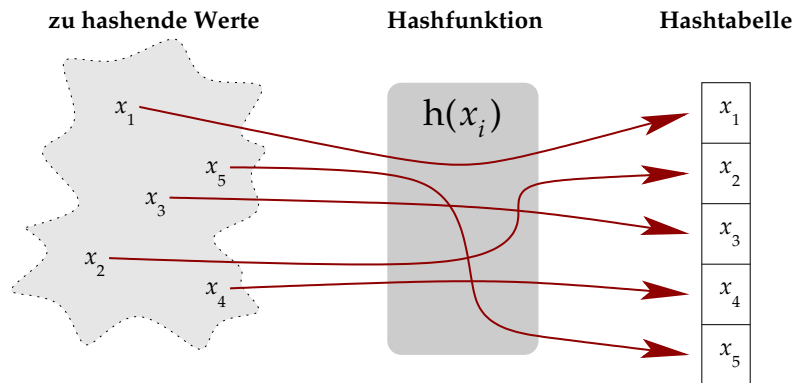 zu hashende Werte
Hashfunktion
Hashtabelle
x₁
x₅
x₃
x₂
x₄
h(xᵢ)
x₁
x₂
x₃
x₄
x₅